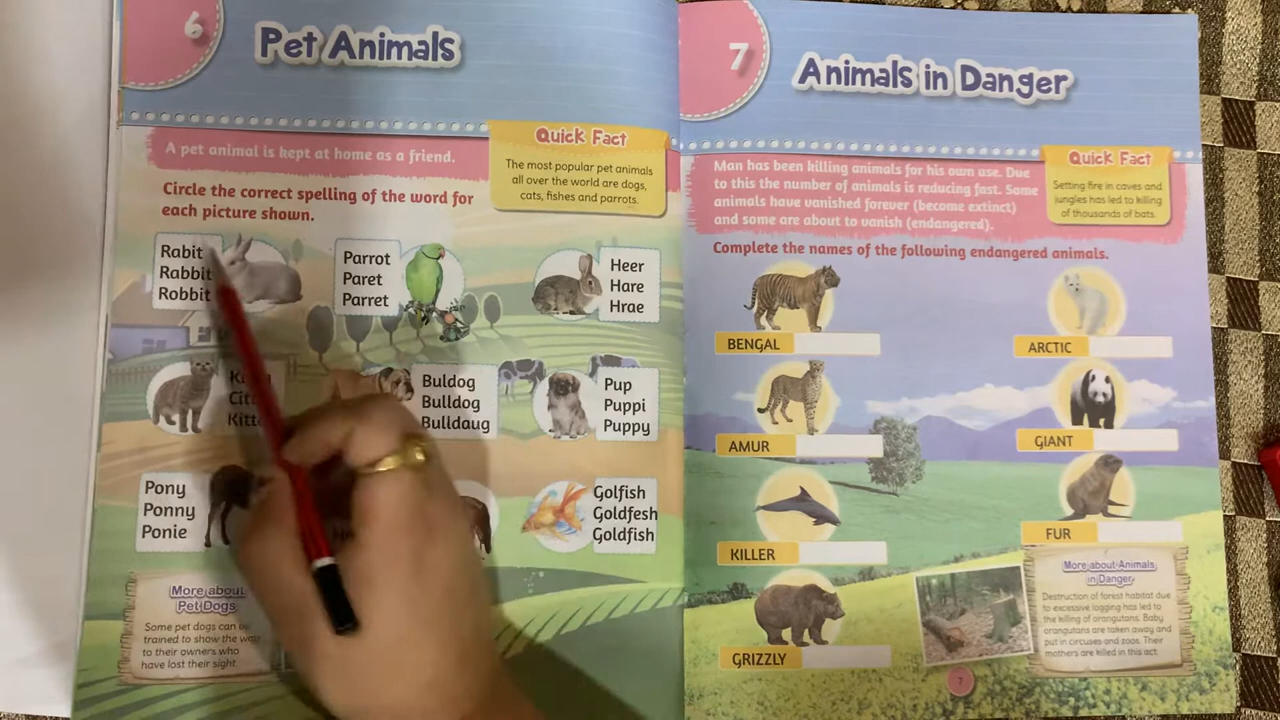 6
Pet Animals
A pet animal is kept at home as a friend.
Quick Fact
The most popular pet animals
all over the world are dogs,
cats, fishes and parrots.
Circle the correct spelling of the word for
each picture shown.
Rabit
Rabbit
Robbit
Parrot
Paret
Parret
Heer
Hare
Hrae
Buldog
Bulldog
Bulldaug
Pup
Puppi
Puppy
Pony
Ponny
Ponie
Golfish
Goldfesh
Goldfish
More about
Pet Dogs
Some pet dogs can be
trained to show the way
to their owners who
have lost their sight.
7
Animals in Danger
Man has been killing animals for his own use. Due
to this the number of animals is reducing fast. Some
animals have vanished forever (become extinct)
and some are about to vanish (endangered).
Quick Fact
Setting fire in caves and
jungles has led to killing
of thousands of bats.
Complete the names of the following endangered animals.
BENGAL
ARCTIC
AMUR
GIANT
KILLER
FUR
GRIZZLY
More about Animals
in Danger
Destruction of forest habitat due
to excessive logging has led to
the killing of orangutans. Baby
orangutans are taken away and
put in circuses and zoos. Their
mothers are killed in this act.
7